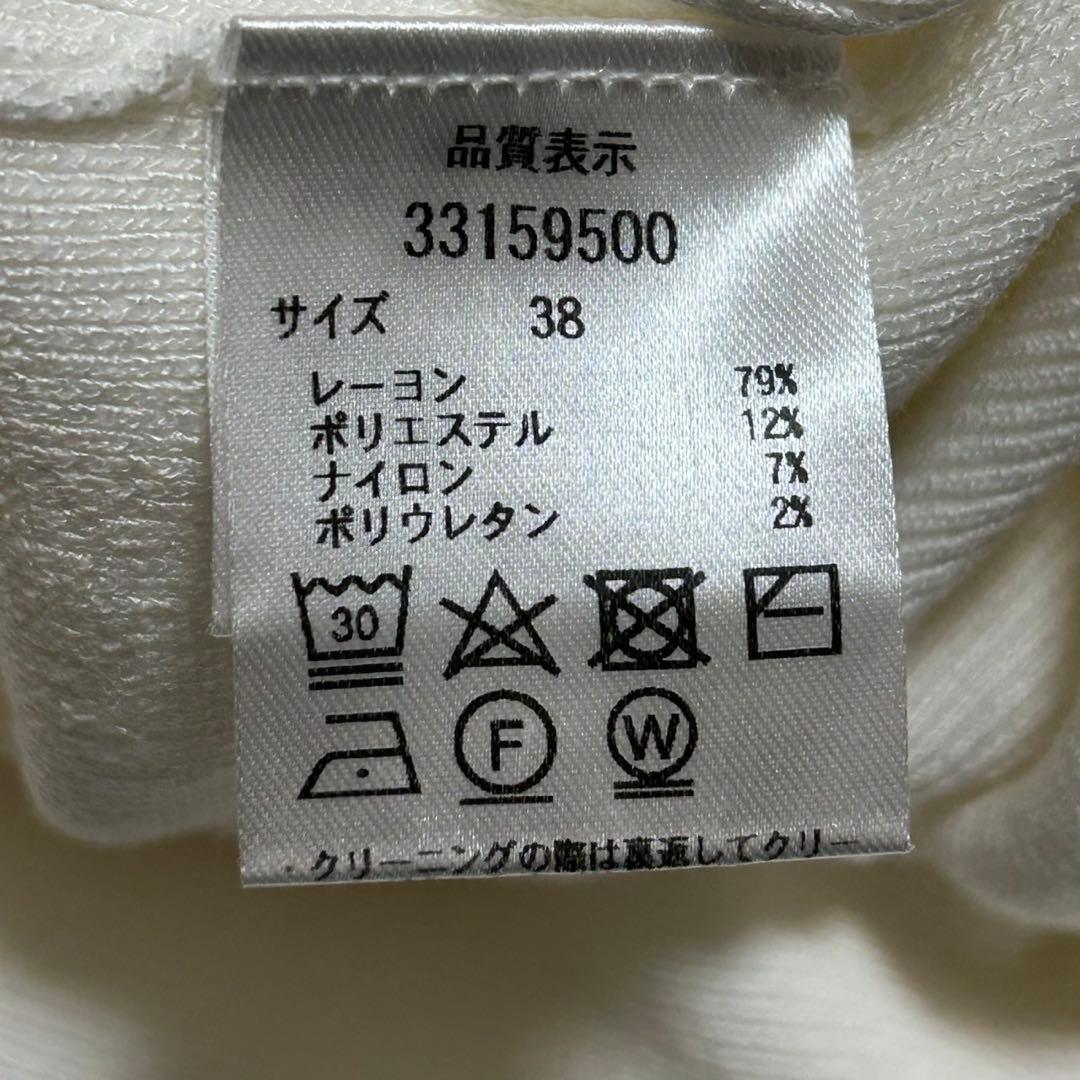 品質表示
33159500
サイズ 38
レーヨン 79%
ポリエステル 12%
ナイロン 7%
ポリウレタン 2%
30
F W
・クリーニングの際は裏返してクリー